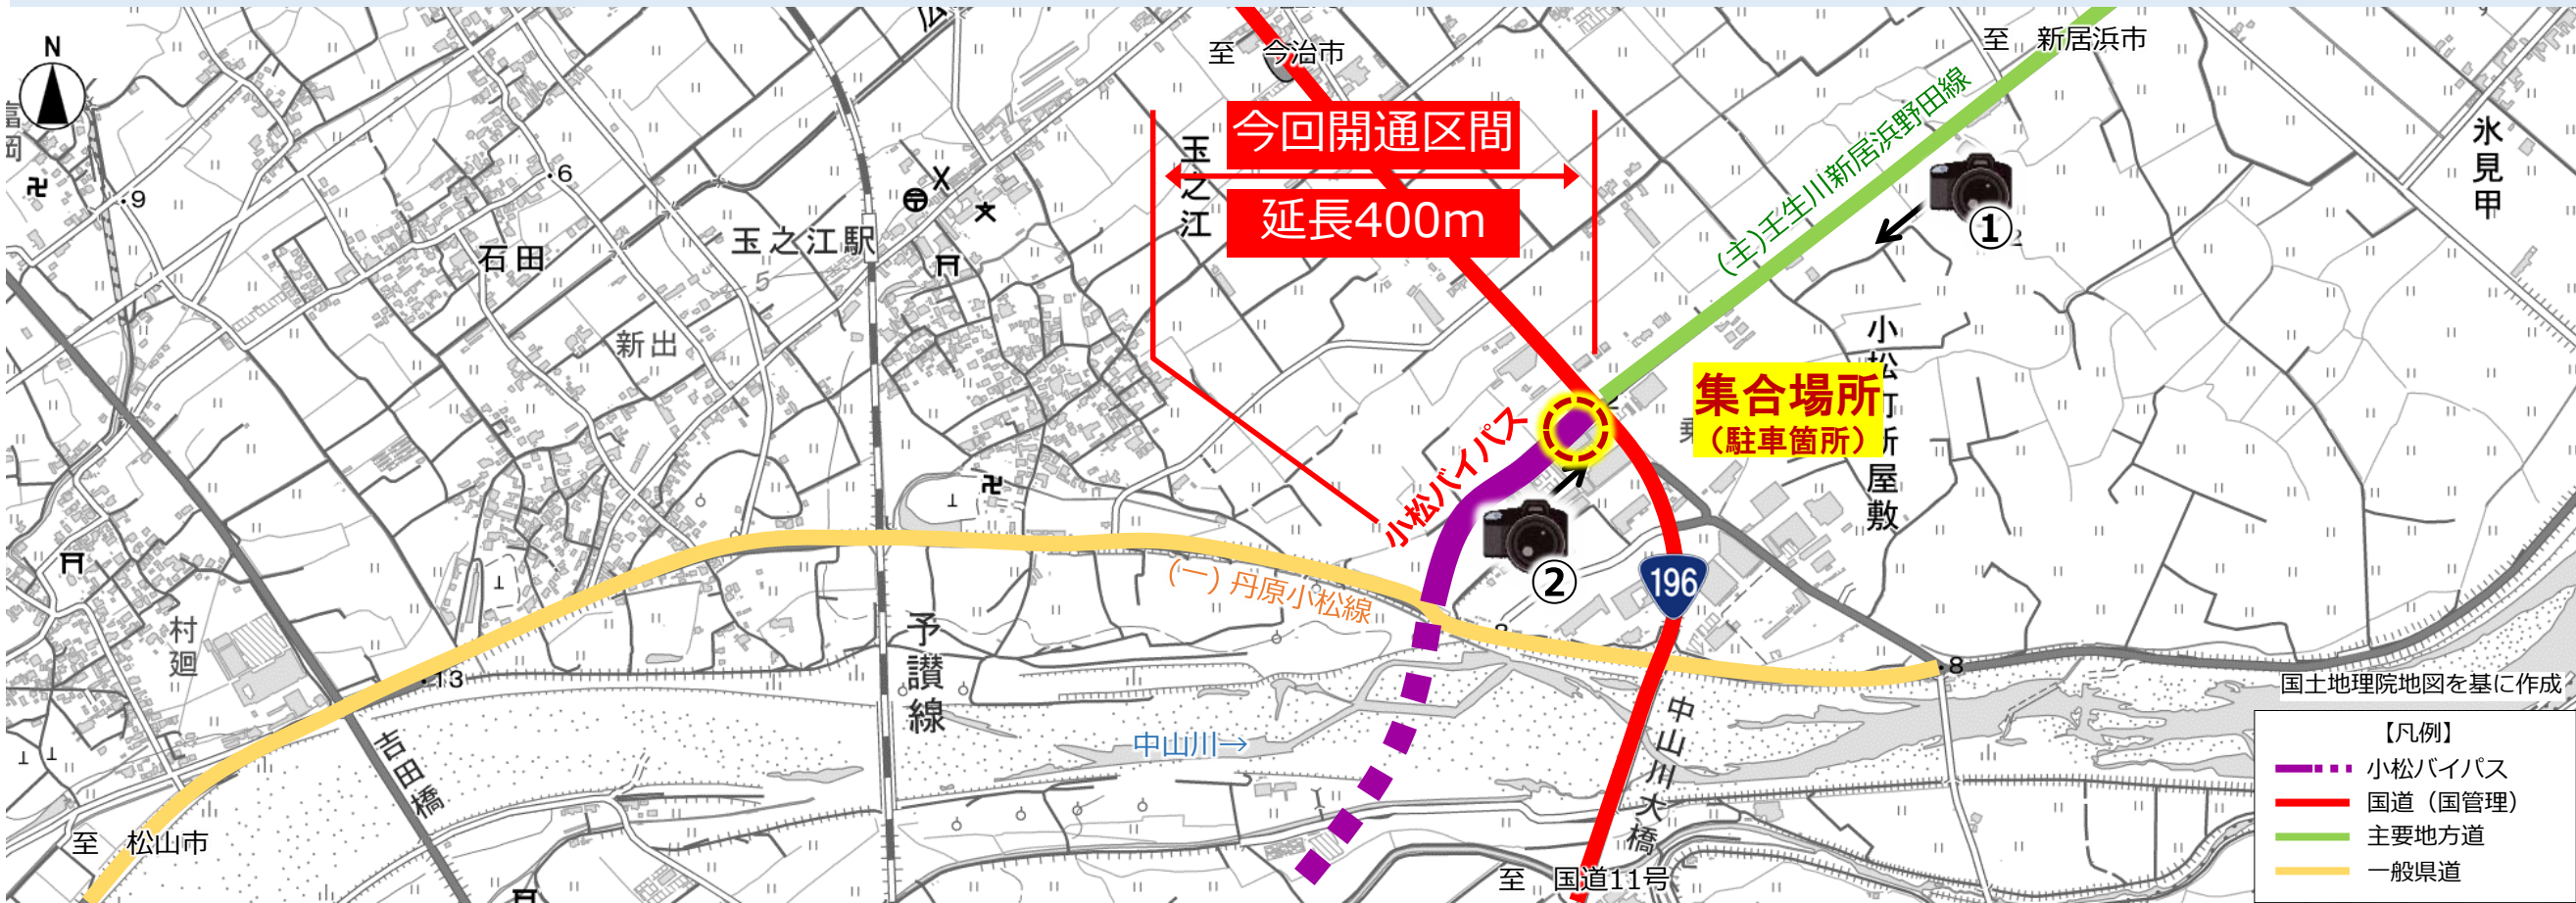 N
至 今治市
至 新居浜市
今回開通区間
延長400m
玉之江
(主)壬生川新居浜野田線
①
氷見甲
富岡
9
6
石田
玉之江駅
5
新出
小松町新屋敷
集合場所
（駐車箇所）
小松バイパス
②
196
(一) 丹原小松線
村廻
13
予讃線
8
国土地理院地図を基に作成
中山川→
中山川大橋
吉田橋
至 松山市
至 国道11号
【凡例】
小松バイパス
国道（国管理）
主要地方道
一般県道